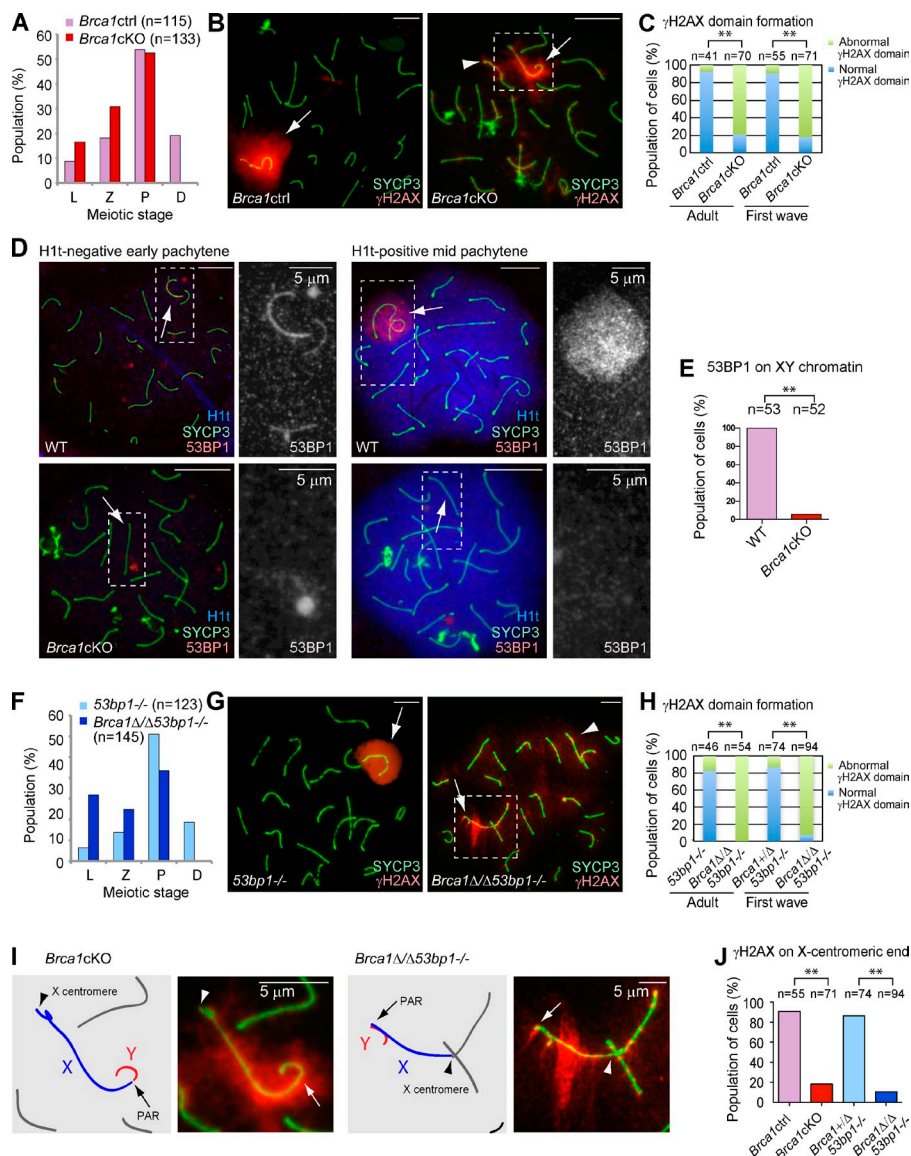 A
Brca1ctrl (n=115)
Brca1cKO (n=133)
Population (%)
60
50
40
30
20
10
0
L Z P D
Meiotic stage
B
Brca1ctrl
SYCP3
γH2AX
Brca1cKO
SYCP3
γH2AX
C
γH2AX domain formation
** **
n=41 n=70 n=55 n=71
Abnormal
γH2AX domain
Normal
γH2AX domain
Population of cells (%)
100
80
60
40
20
0
Brca1ctrl
Brca1cKO
Brca1ctrl
Brca1cKO
Adult First wave
D
H1t-negative early pachytene
H1t-positive mid pachytene
WT
H1t
SYCP3
53BP1
5 μm
53BP1
WT
H1t
SYCP3
53BP1
5 μm
53BP1
Brca1cKO
H1t
SYCP3
53BP1
5 μm
53BP1
H1t
SYCP3
53BP1
5 μm
53BP1
E
53BP1 on XY chromatin
**
n=53 n=52
Population of cells (%)
100
80
60
40
20
0
WT
Brca1cKO
F
53bp1-/- (n=123)
Brca1Δ/Δ53bp1-/-
(n=145)
Population (%)
60
50
40
30
20
10
0
L Z P D
Meiotic stage
G
53bp1-/-
SYCP3
γH2AX
Brca1Δ/Δ53bp1-/-
SYCP3
γH2AX
H
γH2AX domain formation
** **
n=46 n=54 n=74 n=94
Abnormal
γH2AX domain
Normal
γH2AX domain
Population of cells (%)
100
80
60
40
20
0
53bp1-/-
Brca1Δ/Δ
53bp1-/-
Brca1+/Δ
53bp1-/-
Brca1Δ/Δ
53bp1-/-
Adult First wave
I
Brca1cKO
X centromere
X
Y
PAR
5 μm
Brca1Δ/Δ53bp1-/-
PAR
Y
X
X centromere
5 μm
J
γH2AX on X-centromeric end
** **
n=55 n=71 n=74 n=94
Population of cells (%)
100
80
60
40
20
0
Brca1ctrl
Brca1cKO
Brca1+/Δ
53bp1-/-
Brca1Δ/Δ
53bp1-/-